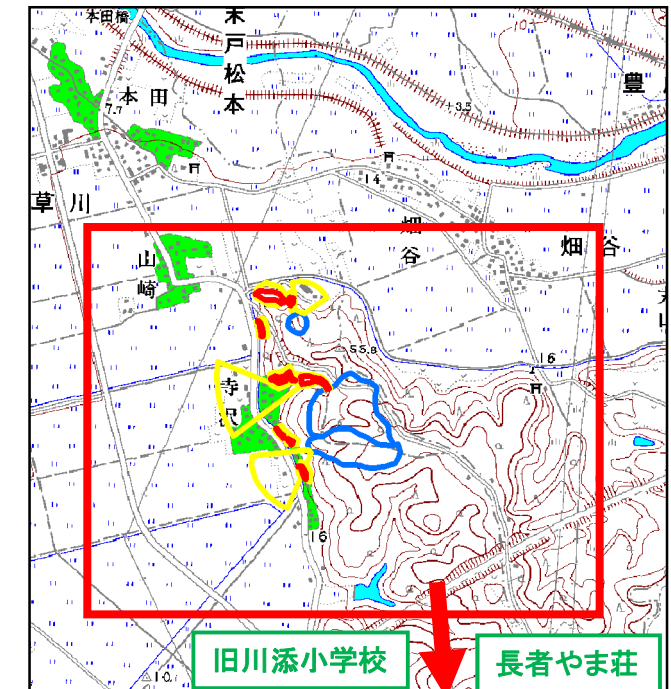 本田橋
末戸松本
本田
7.7
3.5
豊
14
草川
畑谷
畑谷
山崎
55.8
16
寺沢
16
旧川添小学校
長者やま荘
10.